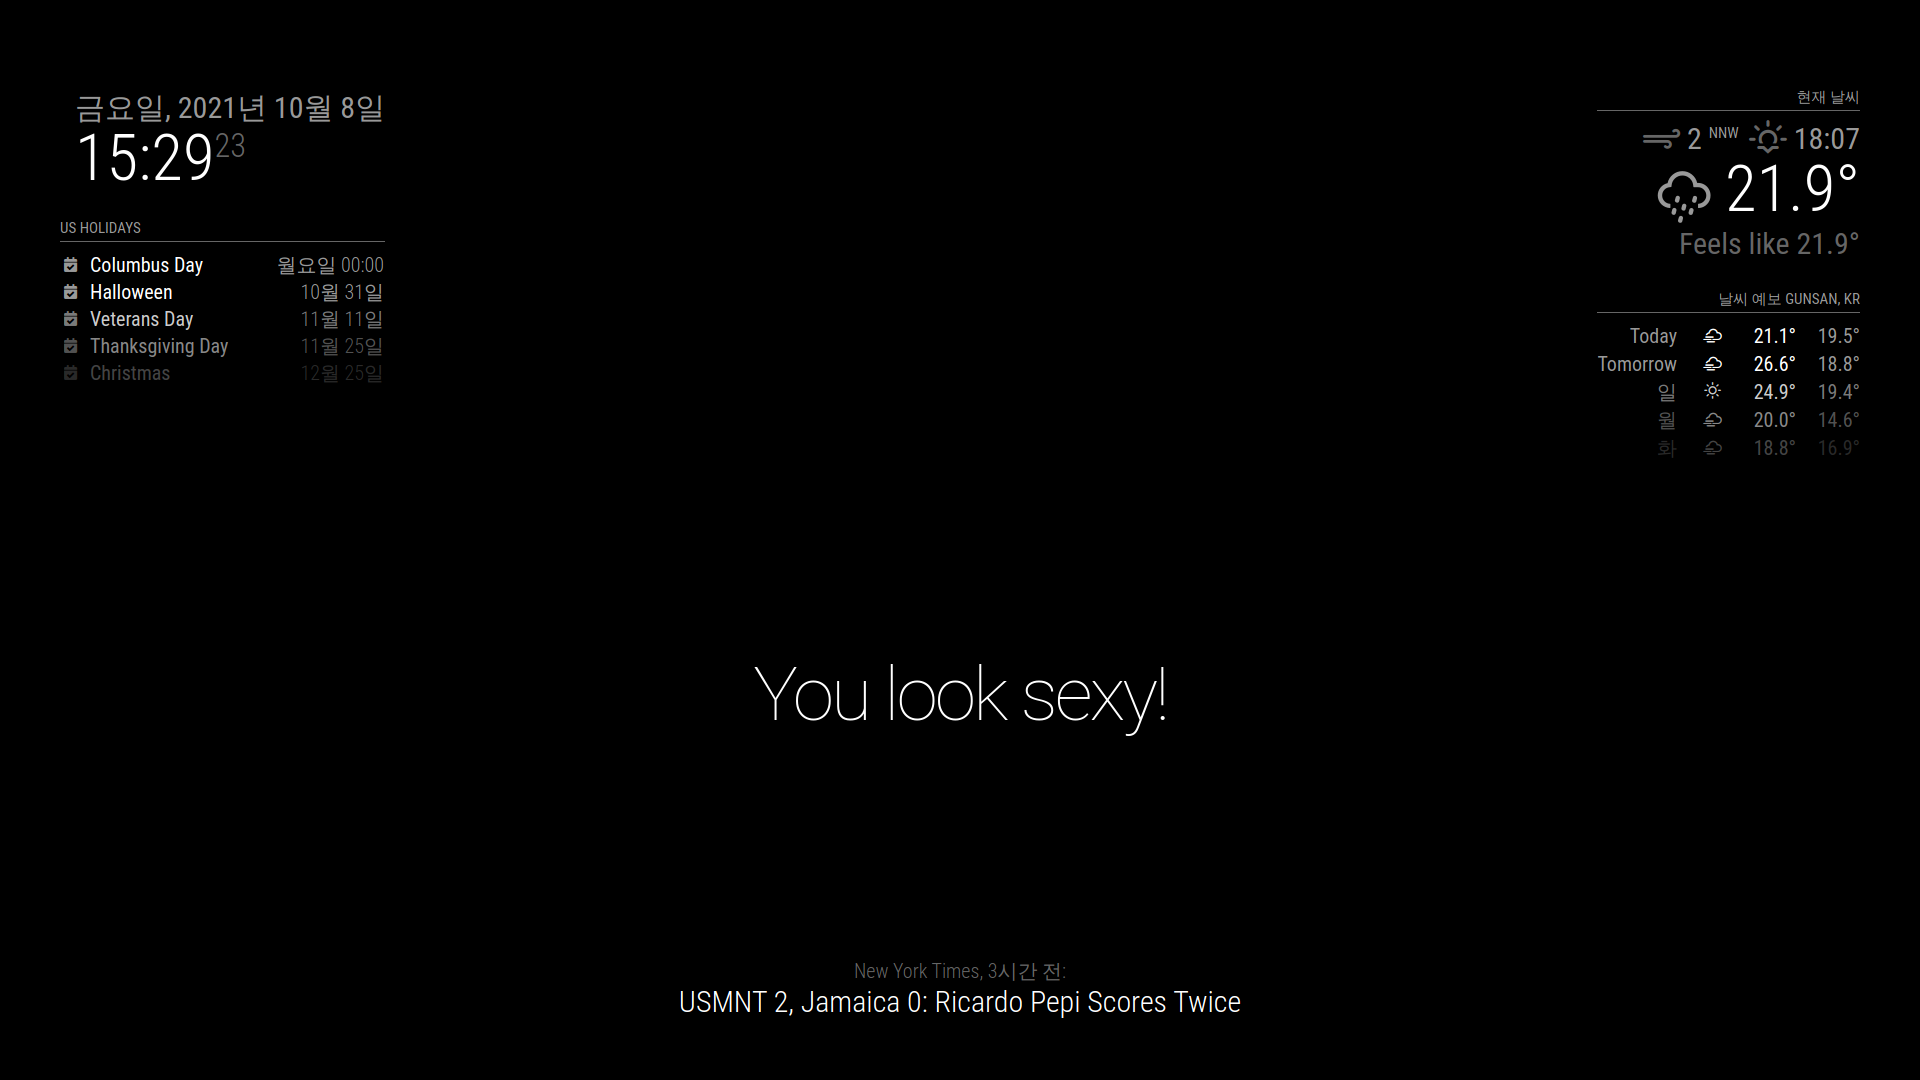 금요일, 2021년 10월 8일
15:29 23
US HOLIDAYS
Columbus Day 월요일 00:00
Halloween 10월 31일
Veterans Day 11월 11일
Thanksgiving Day 11월 25일
Christmas 12월 25일
현재 날씨
2 NNW 18:07
21.9°
Feels like 21.9°
날씨 예보 GUNSAN, KR
Today 21.1° 19.5°
Tomorrow 26.6° 18.8°
일 24.9° 19.4°
월 20.0° 14.6°
화 18.8° 16.9°
You look sexy!
New York Times, 3시간 전:
USMNT 2, Jamaica 0: Ricardo Pepi Scores Twice